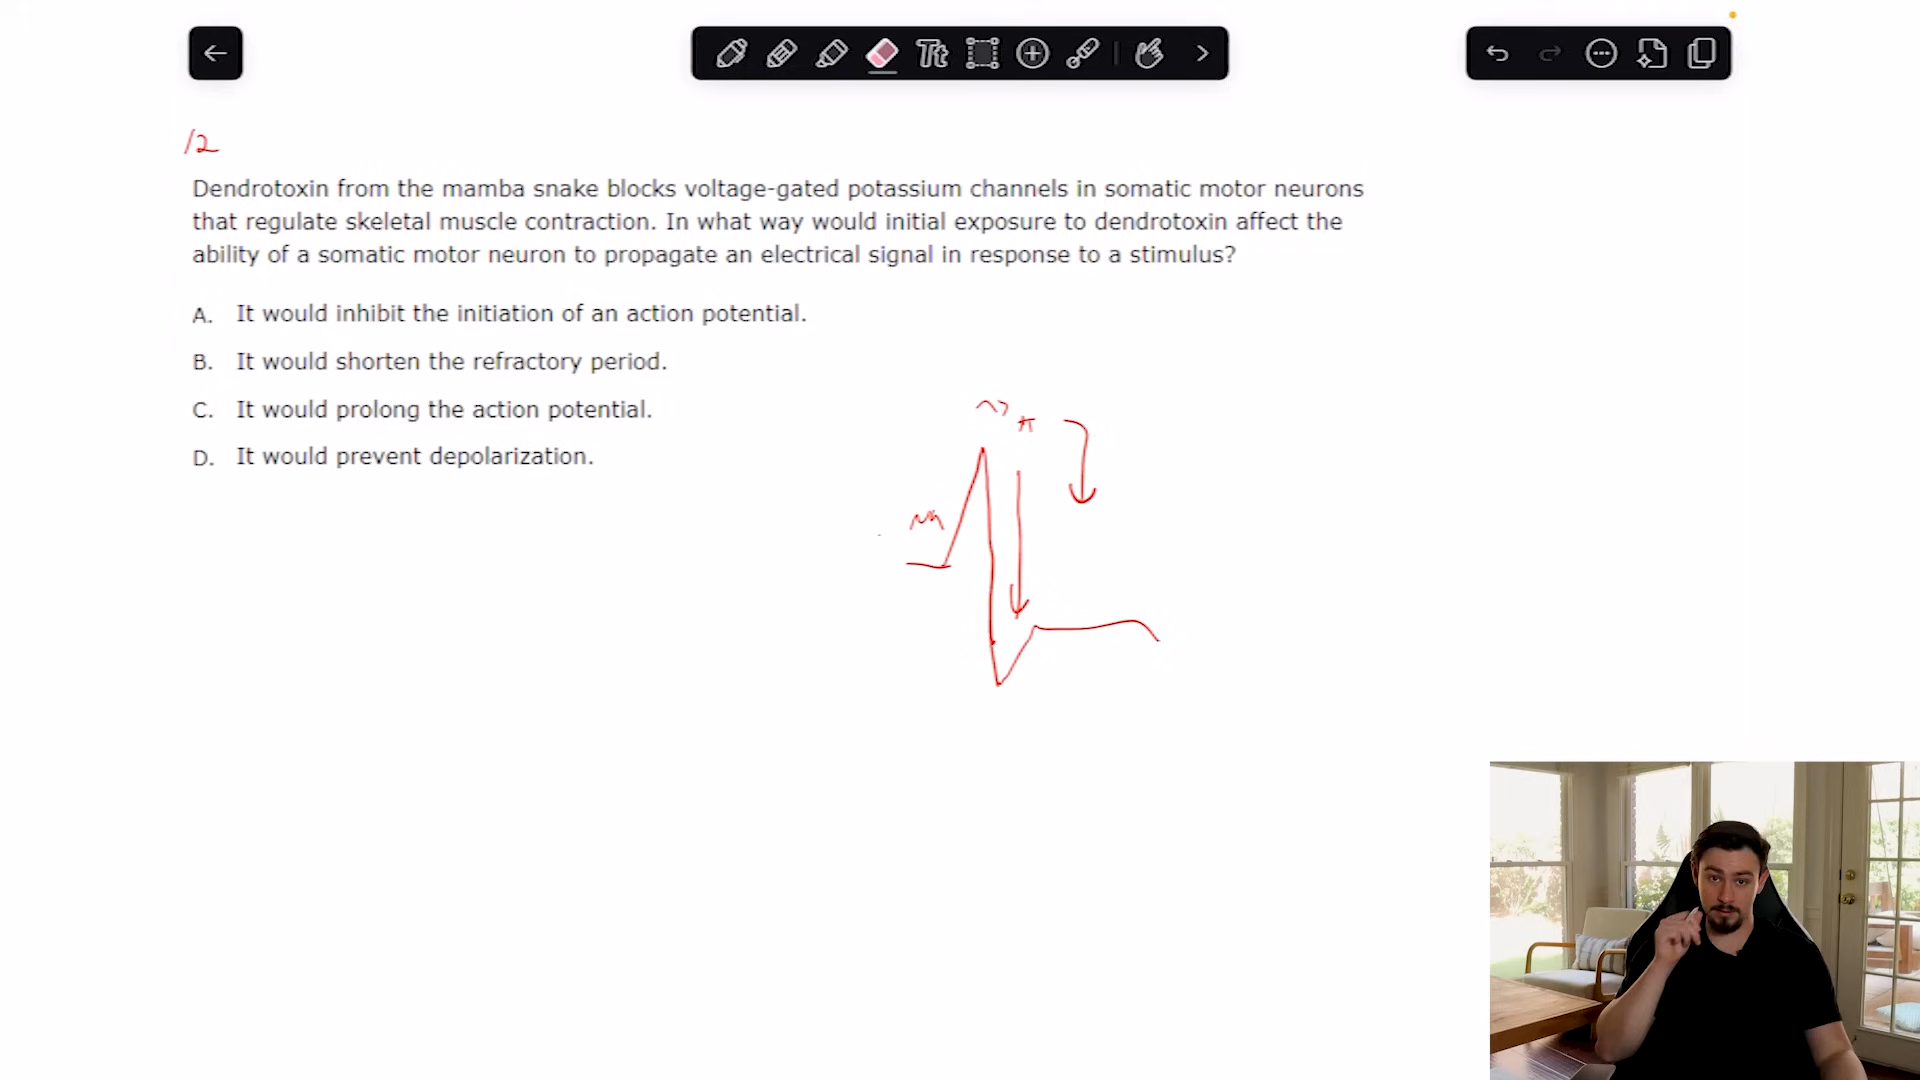 Tt
12
Dendrotoxin from the mamba snake blocks voltage-gated potassium channels in somatic motor neurons
that regulate skeletal muscle contraction. In what way would initial exposure to dendrotoxin affect the
ability of a somatic motor neuron to propagate an electrical signal in response to a stimulus?
A. It would inhibit the initiation of an action potential.
B. It would shorten the refractory period.
C. It would prolong the action potential.
D. It would prevent depolarization.